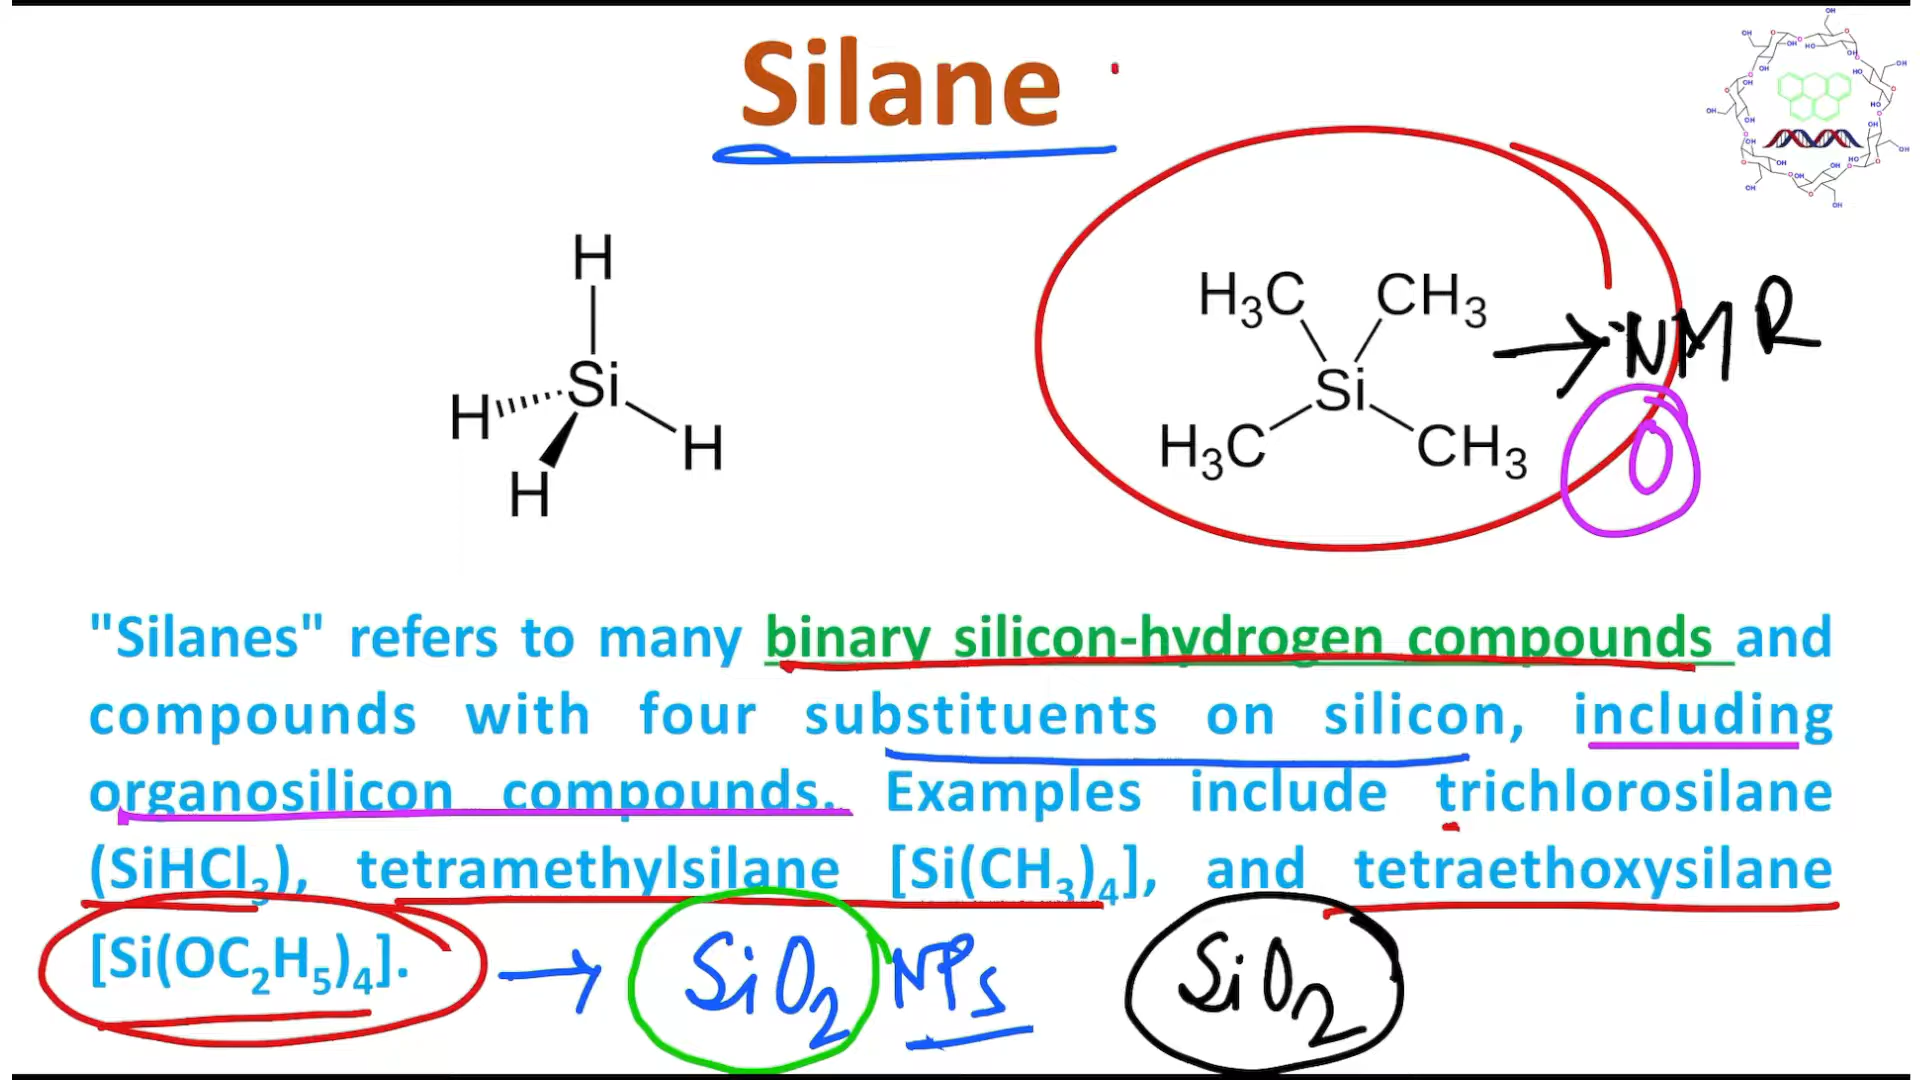 Silane
H
Si
H
H
H
H₃C
CH₃
Si
H₃C
CH₃
NMR
0
"Silanes" refers to many binary silicon-hydrogen compounds and
compounds with four substituents on silicon, including
organosilicon compounds. Examples include trichlorosilane
(SiHCl₃), tetramethylsilane [Si(CH₃)₄], and tetraethoxysilane
[Si(OC₂H₅)₄].
SiO₂ NPs
SiO₂